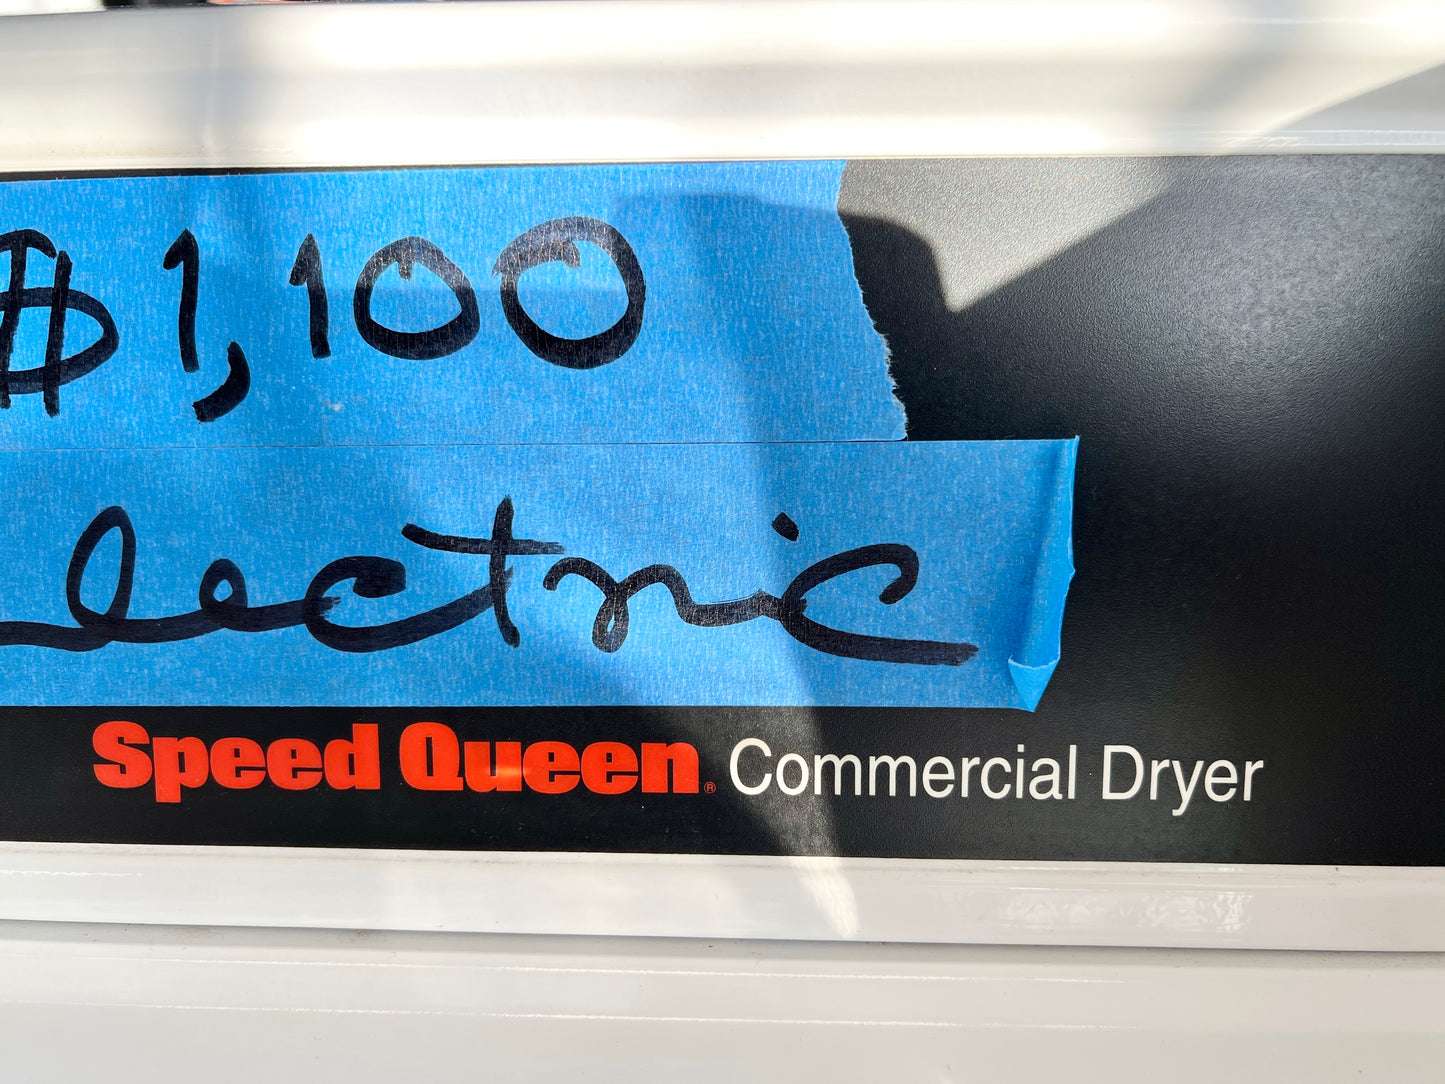 $1,100
lectric
Speed Queen® Commercial Dryer